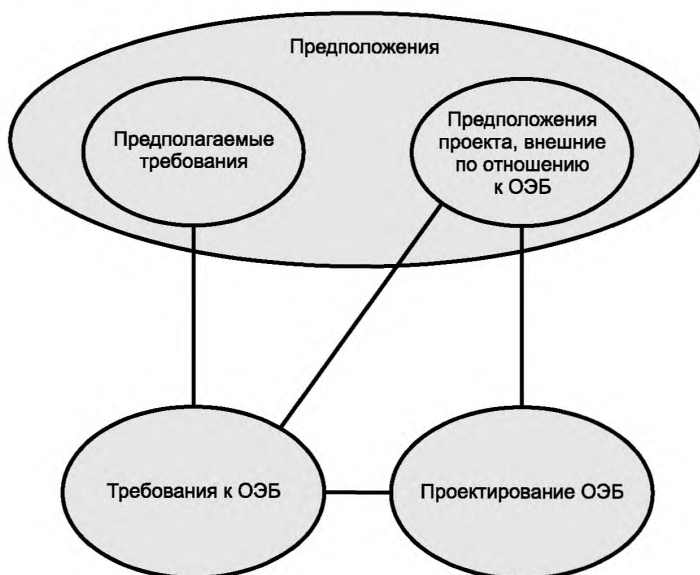 Предположения
Предполагаемые
требования
Предположения
проекта, внешние
по отношению
к ОЭБ
Требования к ОЭБ
Проектирование ОЭБ